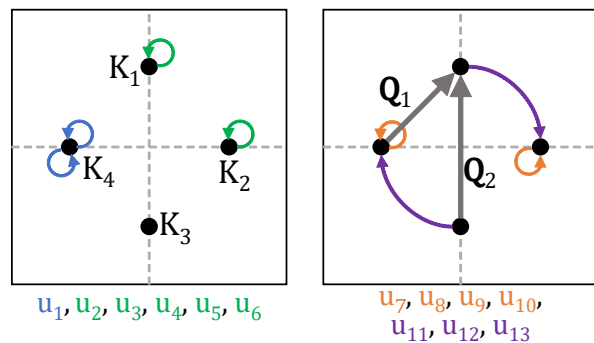 K₁
K₄
K₂
K₃
u₁, u₂, u₃, u₄, u₅, u₆
Q₁
Q₂
u₇, u₈, u₉, u₁₀,
u₁₁, u₁₂, u₁₃